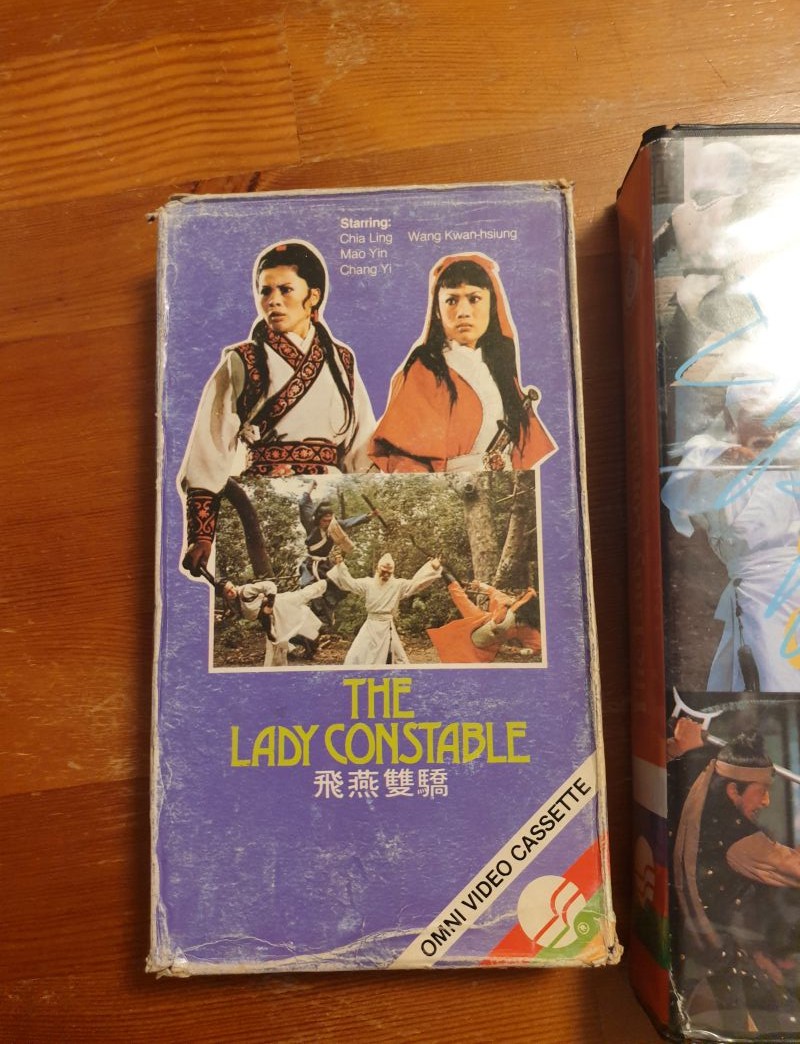 Starring:
Chia Ling Wang Kwan-hsiung
Mao Yin
Chang Yi
THE
LADY CONSTABLE
飛燕雙驕
OMNI VIDEO CASSETTE
®